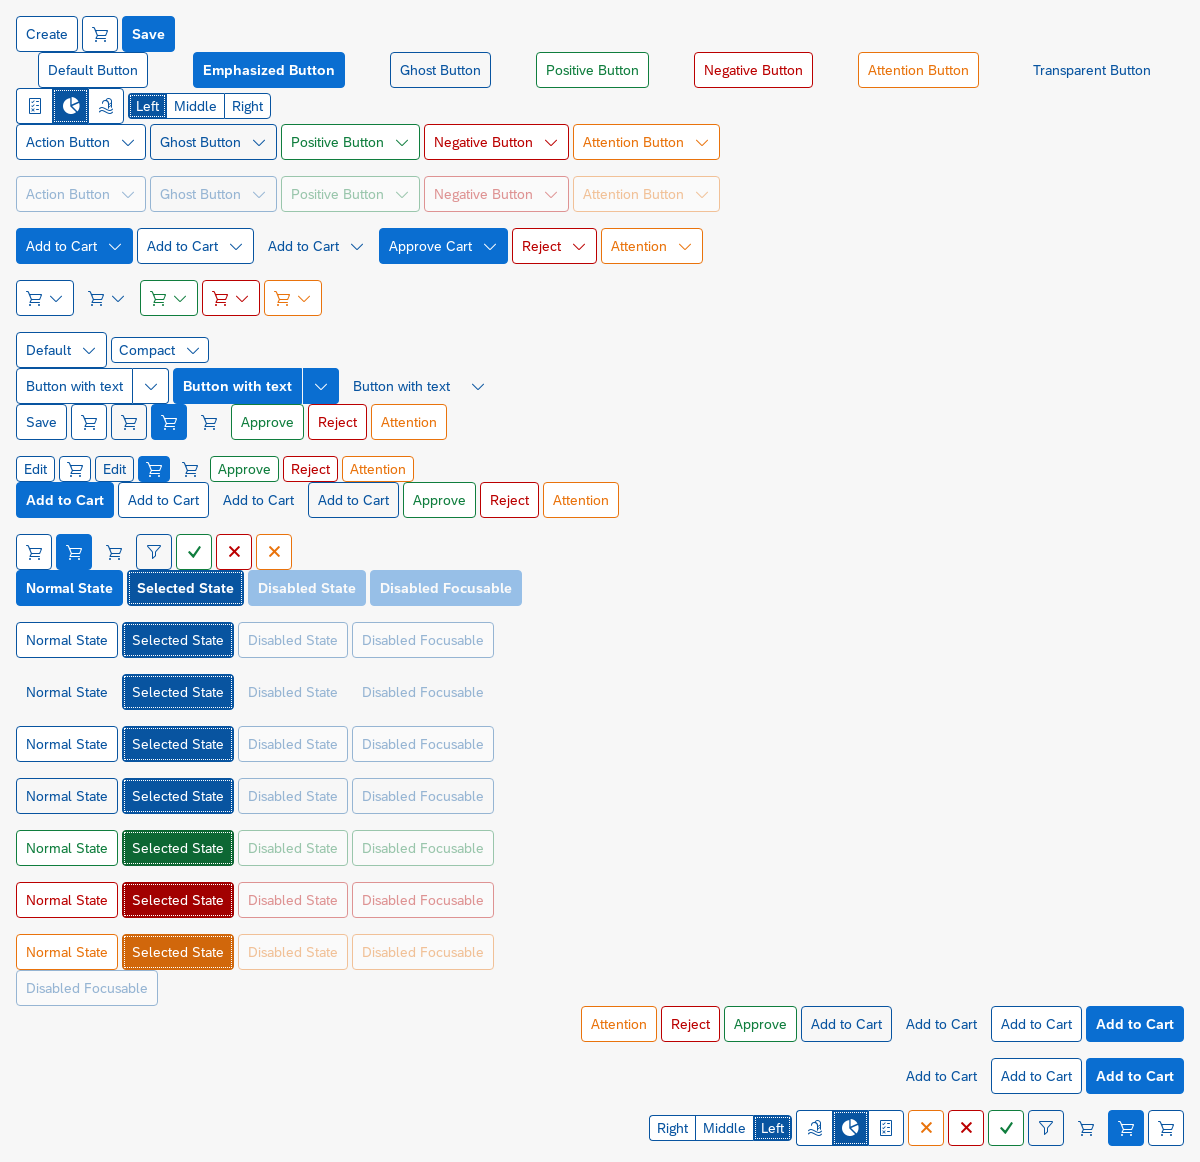 Create Save
Default Button Emphasized Button Ghost Button Positive Button Negative Button Attention Button Transparent Button
Left Middle Right
Action Button Ghost Button Positive Button Negative Button Attention Button
Action Button Ghost Button Positive Button Negative Button Attention Button
Add to Cart Add to Cart Add to Cart Approve Cart Reject Attention
Default Compact
Button with text Button with text Button with text
Save Approve Reject Attention
Edit Edit Approve Reject Attention
Add to Cart Add to Cart Add to Cart Add to Cart Approve Reject Attention
Normal State Selected State Disabled State Disabled Focusable
Normal State Selected State Disabled State Disabled Focusable
Normal State Selected State Disabled State Disabled Focusable
Normal State Selected State Disabled State Disabled Focusable
Normal State Selected State Disabled State Disabled Focusable
Normal State Selected State Disabled State Disabled Focusable
Normal State Selected State Disabled State Disabled Focusable
Normal State Selected State Disabled State Disabled Focusable
Disabled Focusable
Attention Reject Approve Add to Cart Add to Cart Add to Cart Add to Cart
Add to Cart Add to Cart Add to Cart
Right Middle Left